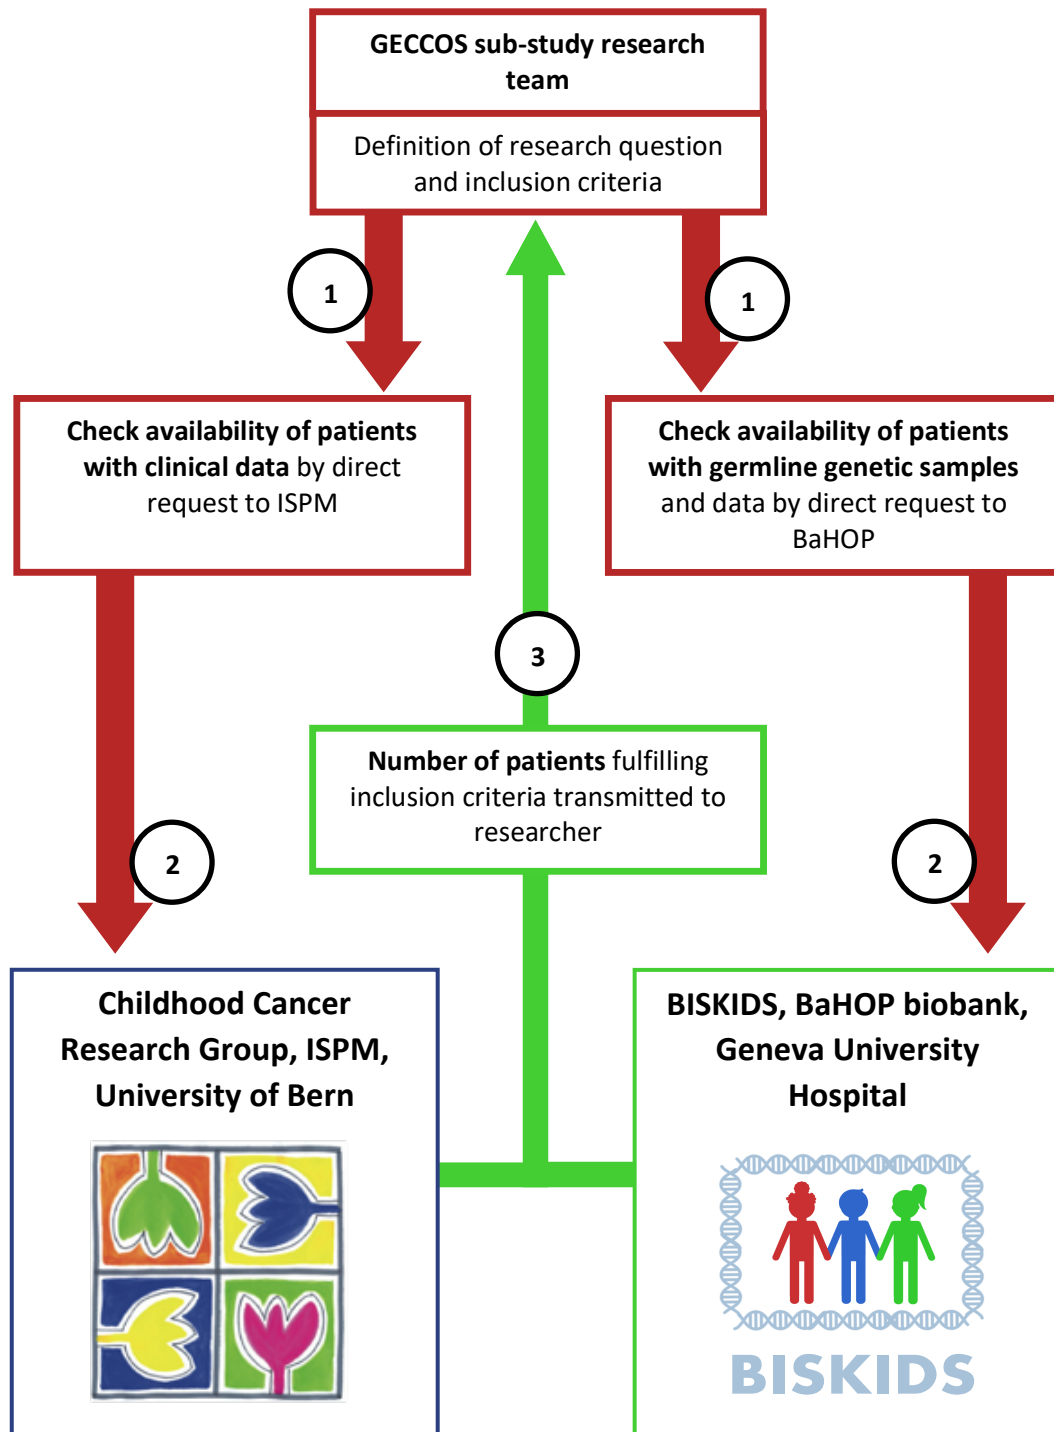 GECCOS sub-study research
team
Definition of research question
and inclusion criteria
1
1
Check availability of patients
with clinical data by direct
request to ISPM
Check availability of patients
with germline genetic samples
and data by direct request to
BaHOP
3
Number of patients fulfilling
inclusion criteria transmitted to
researcher
2
2
Childhood Cancer
Research Group, ISPM,
University of Bern
BISKIDS, BaHOP biobank,
Geneva University
Hospital
BISKIDS